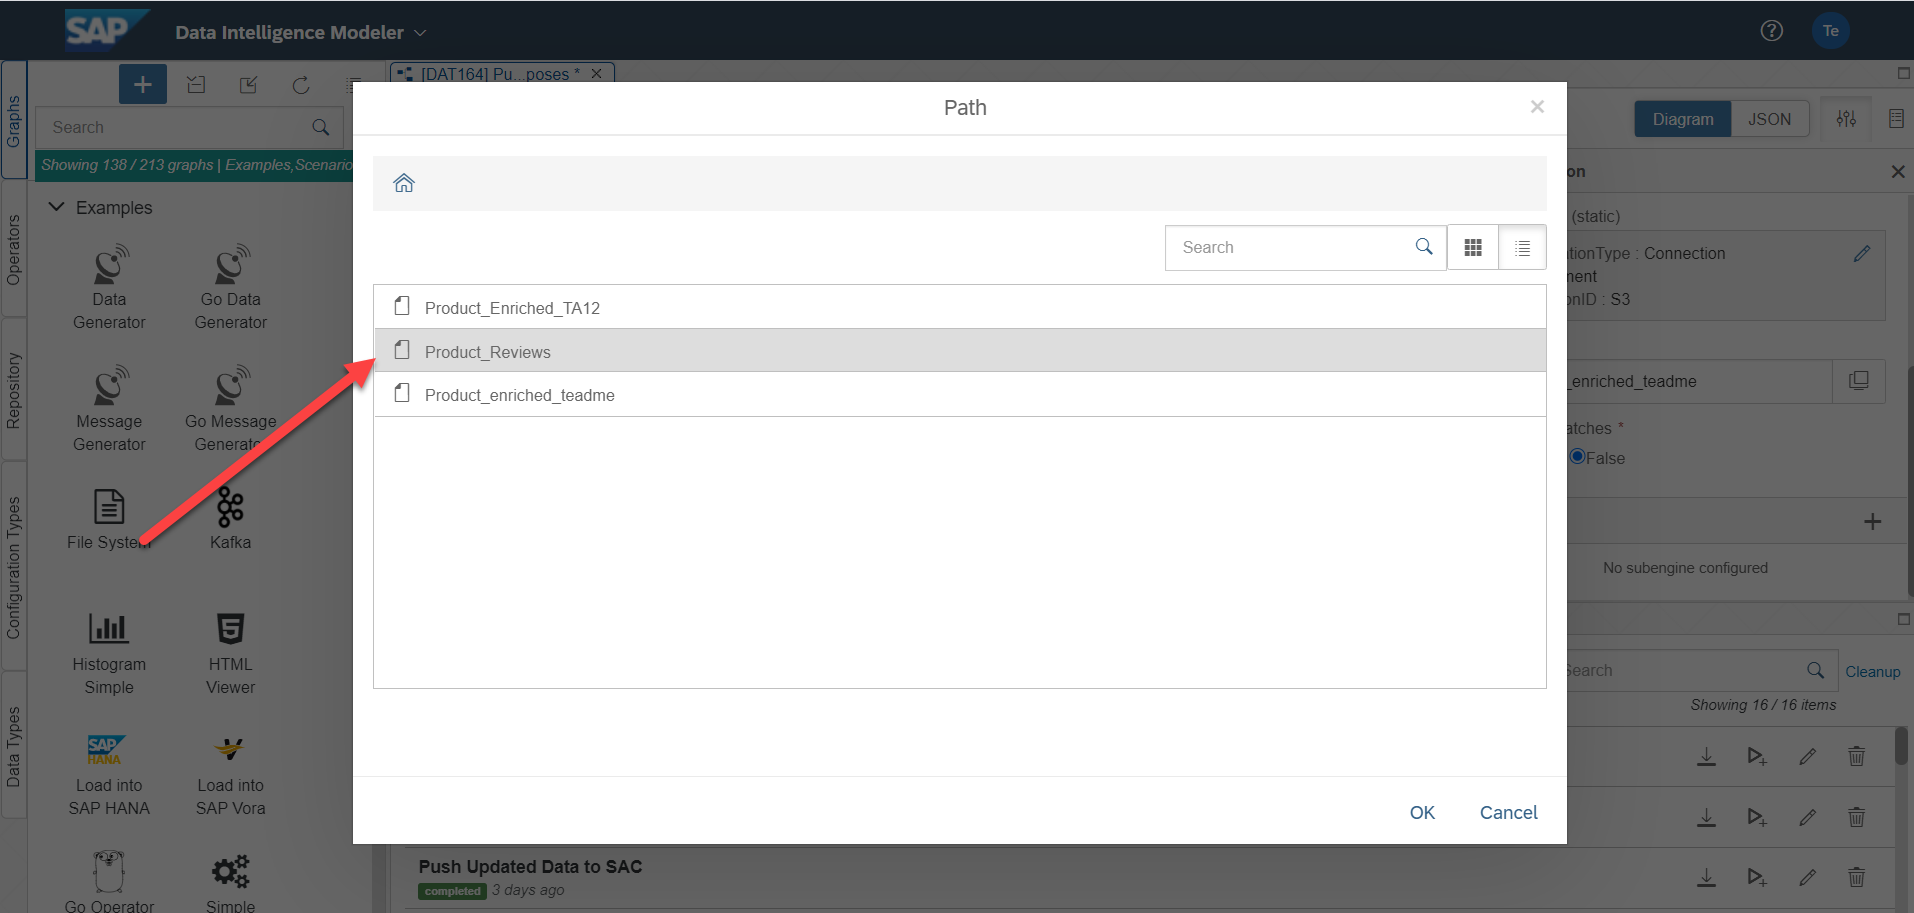 SAP
Data Intelligence Modeler
Te
[DAT164] Pu...poses *
Graphs
Operators
Repository
Configuration Types
Data Types
Search
Showing 138 / 213 graphs | Examples,Scenario
Examples
Data
Generator
Go Data
Generator
Message
Generator
Go Message
Generator
File System
Kafka
Histogram
Simple
HTML
Viewer
SAP
HANA
Load into
SAP HANA
Load into
SAP Vora
Go Operator
Simple
Path
Search
Product_Enriched_TA12
Product_Reviews
Product_enriched_teadme
OK
Cancel
Diagram
JSON
on
(static)
tionType : Connection
ment
onID : S3
_enriched_teadme
atches *
False
No subengine configured
Search
Cleanup
Showing 16 / 16 items
Push Updated Data to SAC
completed
3 days ago